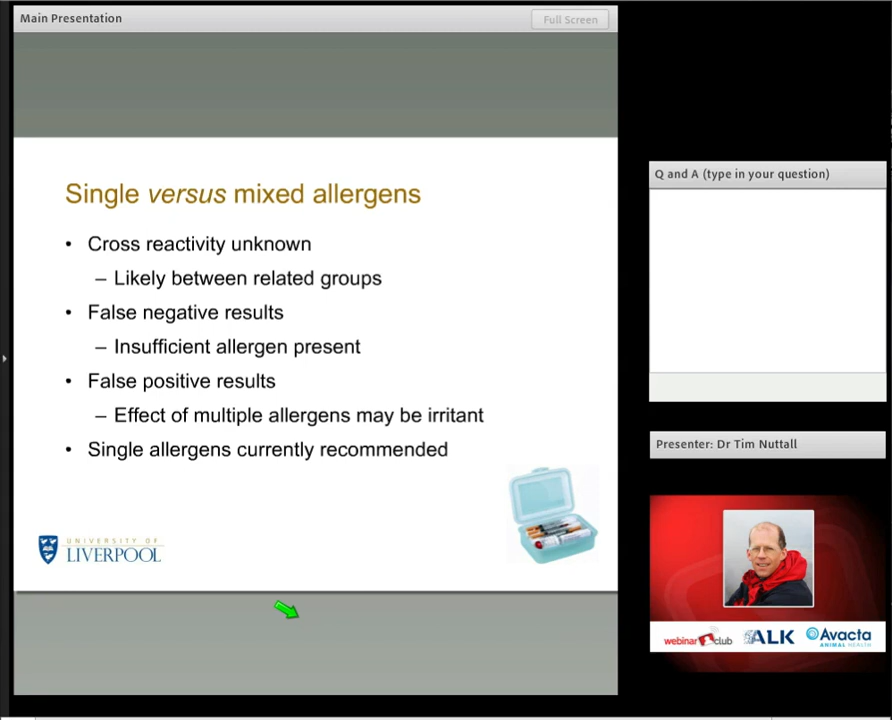 Main Presentation
Full Screen
Single versus mixed allergens
• Cross reactivity unknown
– Likely between related groups
• False negative results
– Insufficient allergen present
• False positive results
– Effect of multiple allergens may be irritant
• Single allergens currently recommended
UNIVERSITY OF
LIVERPOOL
Q and A (type in your question)
Presenter: Dr Tim Nuttall
webinar club
ALK
Avacta
ANIMAL HEALTH